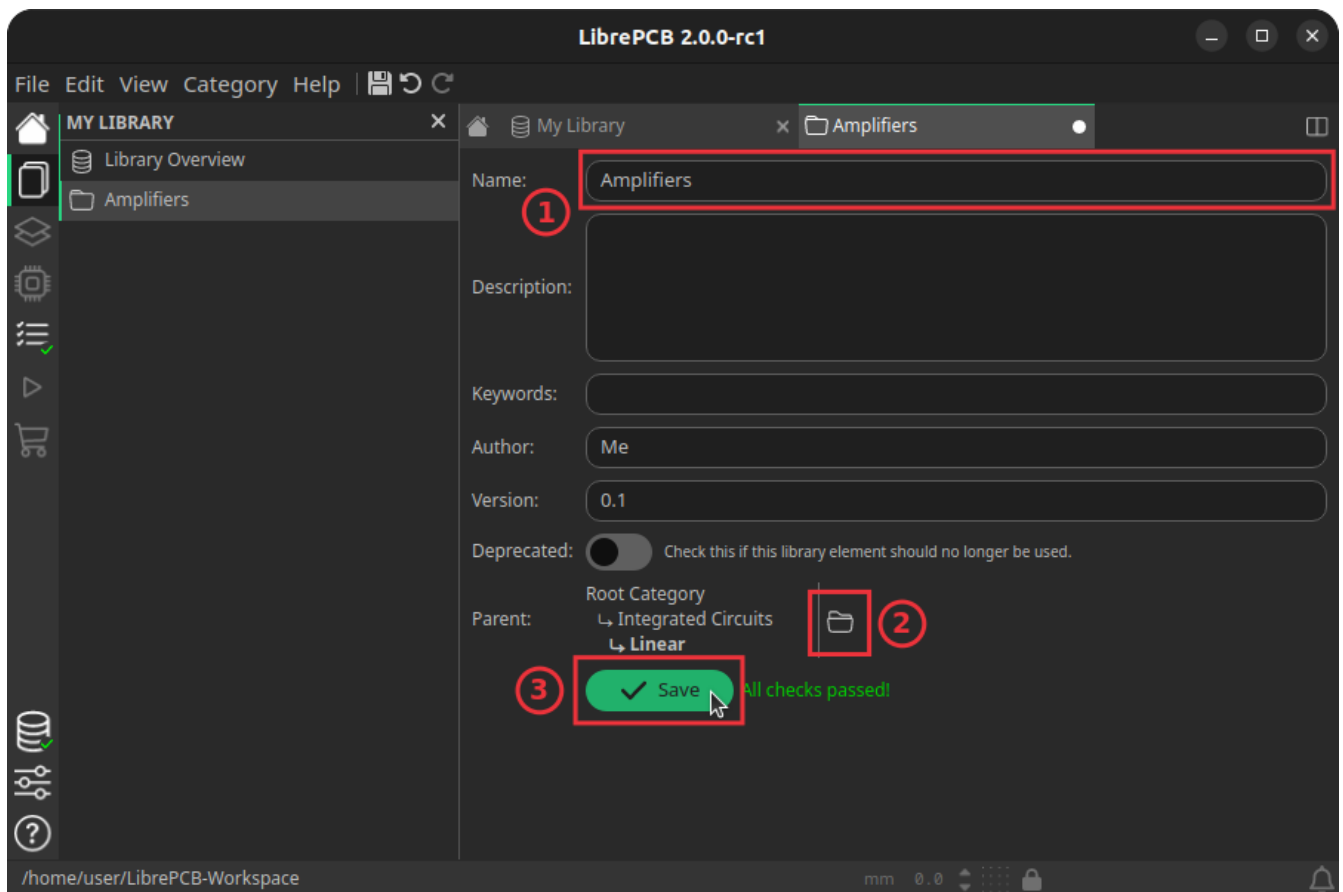 LibrePCB 2.0.0-rc1
File Edit View Category Help
MY LIBRARY
Library Overview
Amplifiers
My Library
Amplifiers
Name: Amplifiers
1
Description:
Keywords:
Author: Me
Version: 0.1
Deprecated: Check this if this library element should no longer be used.
Parent:
Root Category
↳ Integrated Circuits
↳ Linear
2
3
Save
All checks passed!
/home/user/LibrePCB-Workspace
mm 0.0